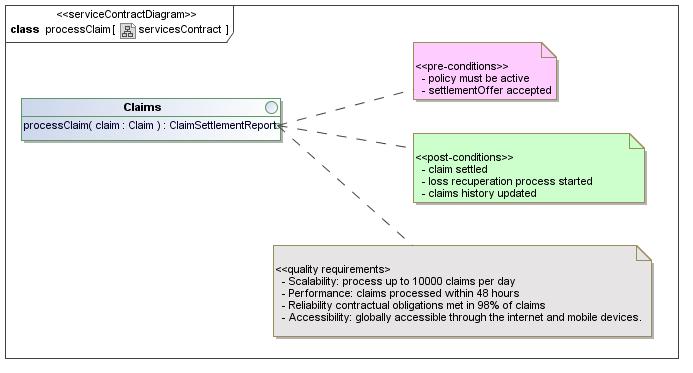 <<serviceContractDiagram>>
class processClaim[ servicesContract ]
<<pre-conditions>>
- policy must be active
- settlementOffer accepted
Claims
processClaim( claim : Claim ) : ClaimSettlementReport
<<post-conditions>>
- claim settled
- loss recuperation process started
- claims history updated
<<quality requirements>
- Scalability: process up to 10000 claims per day
- Performance: claims processed within 48 hours
- Reliability contractual obligations met in 98% of claims
- Accessibility: globally accessible through the internet and mobile devices.